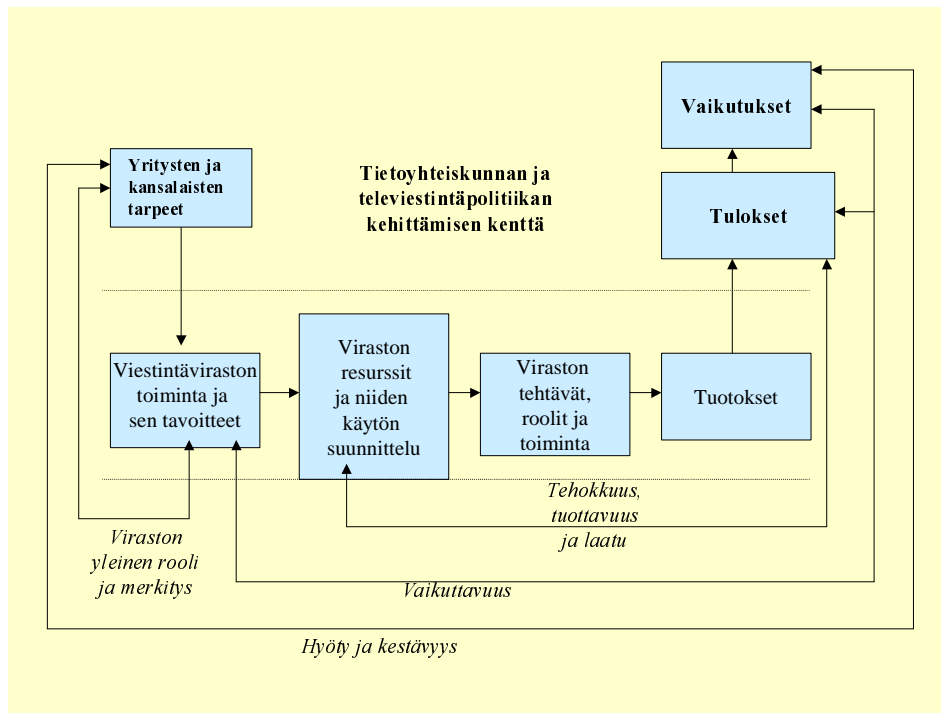 Vaikutukset
Yritysten ja
kansalaisten
tarpeet
Tietoyhteiskunnan ja
televiestintäpolitiikan
kehittämisen kenttä
Tulokset
Viestintäviraston
toiminta ja
sen tavoitteet
Viraston
resurssit
ja niiden
käytön
suunnittelu
Viraston
tehtävät,
roolit ja
toiminta
Tuotokset
Tehokkuus,
tuottavuus
ja laatu
Viraston
yleinen rooli
ja merkitys
Vaikuttavuus
Hyöty ja kestävyys